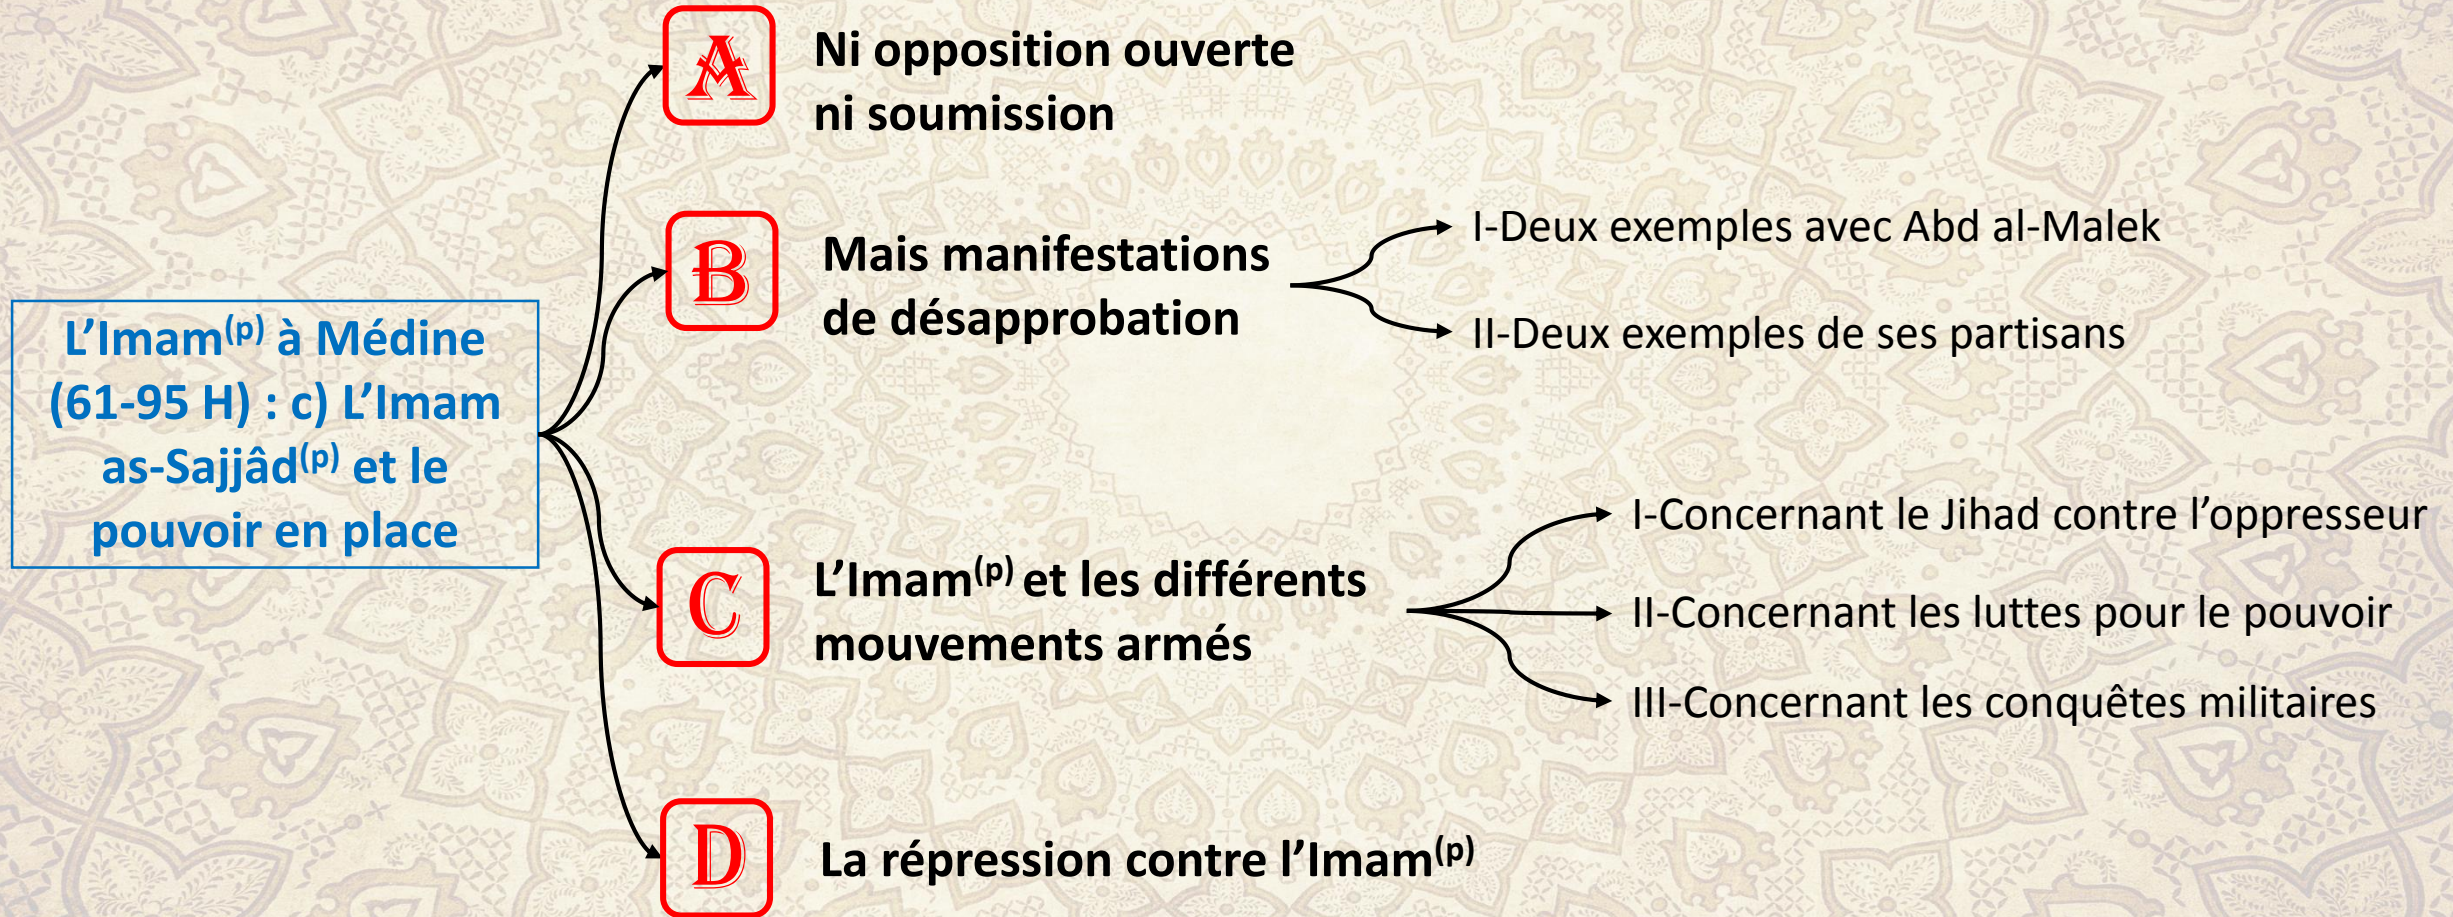 L’Imam(p) à Médine
(61-95 H) : c) L’Imam
as-Sajjâd(p) et le
pouvoir en place
A
Ni opposition ouverte
ni soumission
B
Mais manifestations
de désapprobation
I-Deux exemples avec Abd al-Malek
II-Deux exemples de ses partisans
C
L’Imam(p) et les différents
mouvements armés
I-Concernant le Jihad contre l’oppresseur
II-Concernant les luttes pour le pouvoir
III-Concernant les conquêtes militaires
D
La répression contre l’Imam(p)